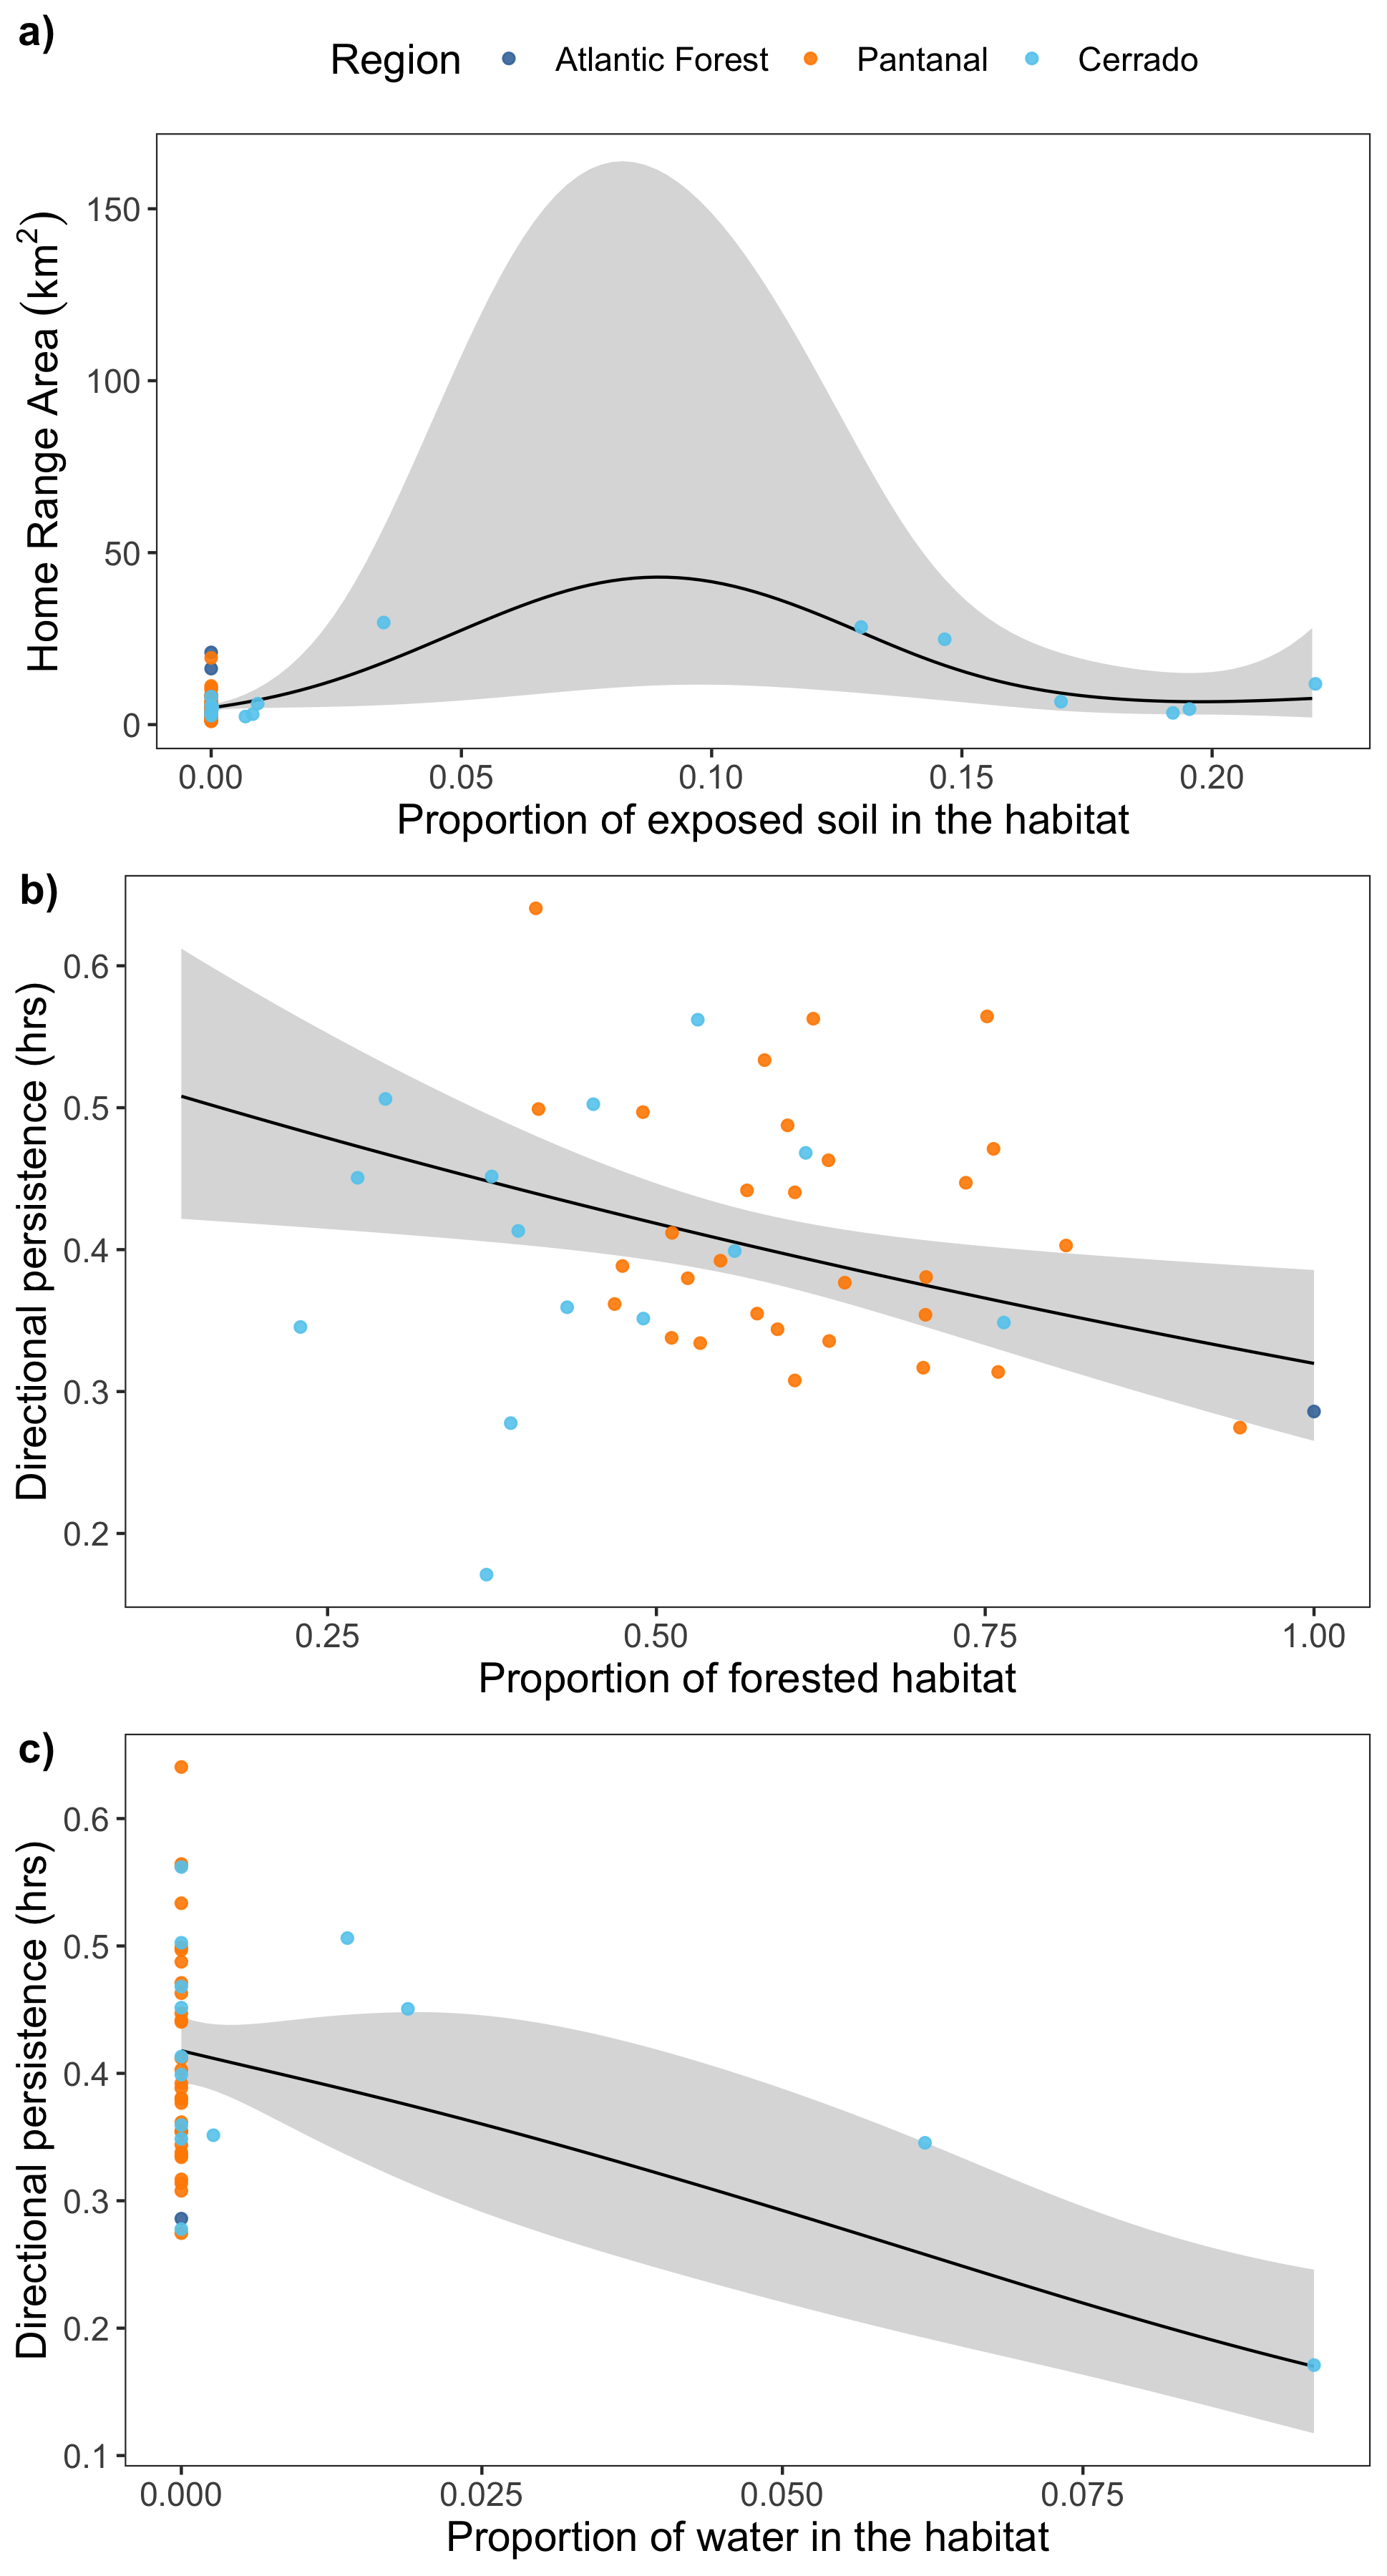 a)
Region Atlantic Forest Pantanal Cerrado
Home Range Area (km²)
150
100
50
0
0.00 0.05 0.10 0.15 0.20
Proportion of exposed soil in the habitat
b)
Directional persistence (hrs)
0.6
0.5
0.4
0.3
0.2
0.25 0.50 0.75 1.00
Proportion of forested habitat
c)
Directional persistence (hrs)
0.6
0.5
0.4
0.3
0.2
0.1
0.000 0.025 0.050 0.075
Proportion of water in the habitat